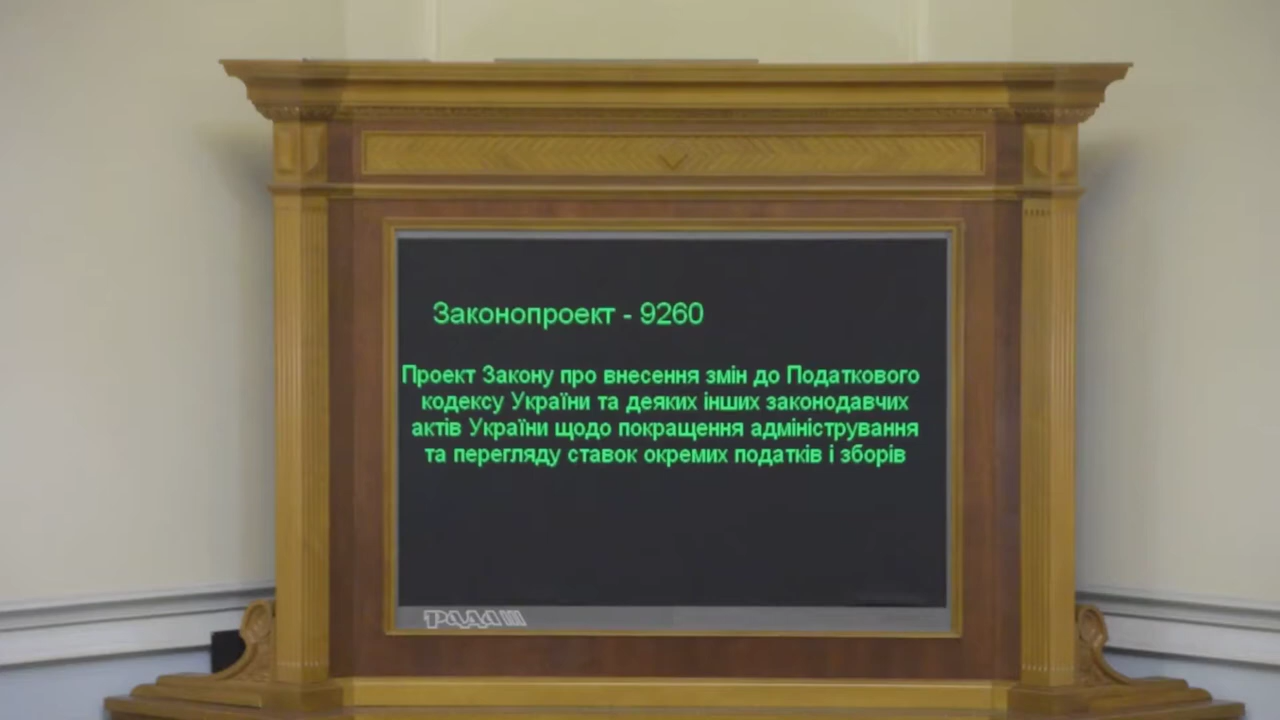 Законопроект - 9260
Проект Закону про внесення змін до Податкового
кодексу України та деяких інших законодавчих
актів України щодо покращення адміністрування
та перегляду ставок окремих податків і зборів
РАДА III